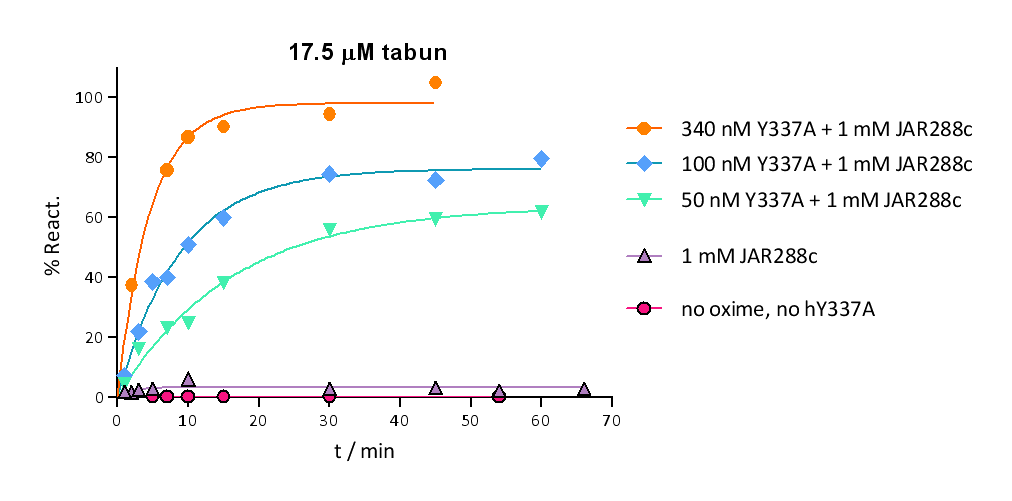 17.5 μM tabun
% React.
100
80
60
40
20
0
0 10 20 30 40 50 60 70
t / min
340 nM Y337A + 1 mM JAR288c
100 nM Y337A + 1 mM JAR288c
50 nM Y337A + 1 mM JAR288c
1 mM JAR288c
no oxime, no hY337A